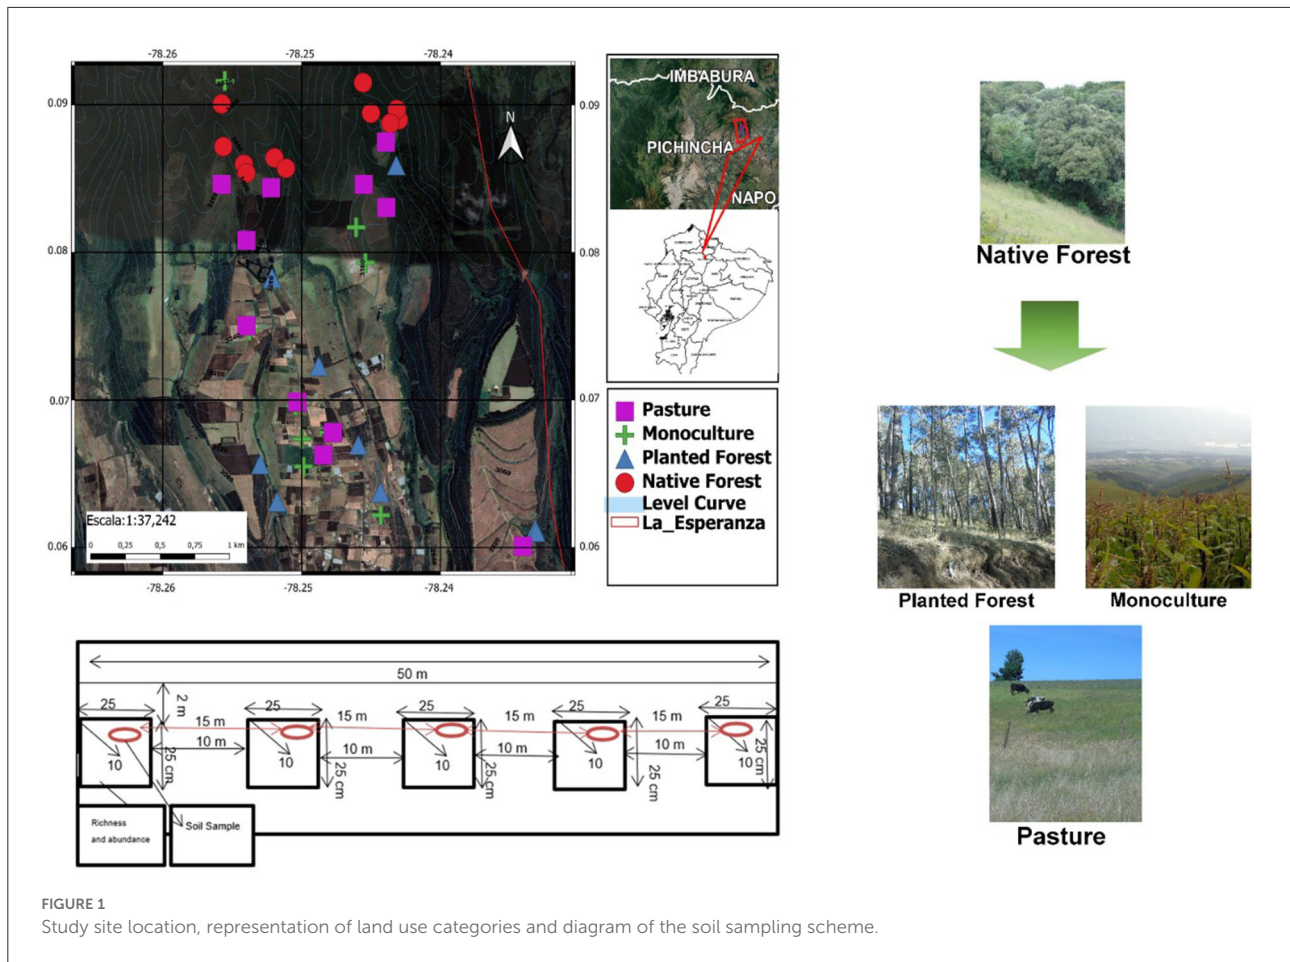 -78.26
-78.25
-78.24
0.09
0.09
N
0.08
0.08
0.07
0.07
3060
Escala:1:37,242
0
0,25
0,5
0,75
1 km
0.06
0.06
-78.26
-78.25
-78.24
IMBABURA
PICHINCHA
NAPO
Pasture
Monoculture
Planted Forest
Native Forest
Level Curve
La_Esperanza
Native Forest
Planted Forest
Monoculture
Pasture
50 m
2 m
25
25
25
25
25
15 m
15 m
15 m
15 m
10 m
10 m
10 m
10 m
10
10
10
10
10
25 cm
25 cm
25 cm
25 cm
25 cm
Richness
and abundance
Soil Sample
FIGURE 1
Study site location, representation of land use categories and diagram of the soil sampling scheme.